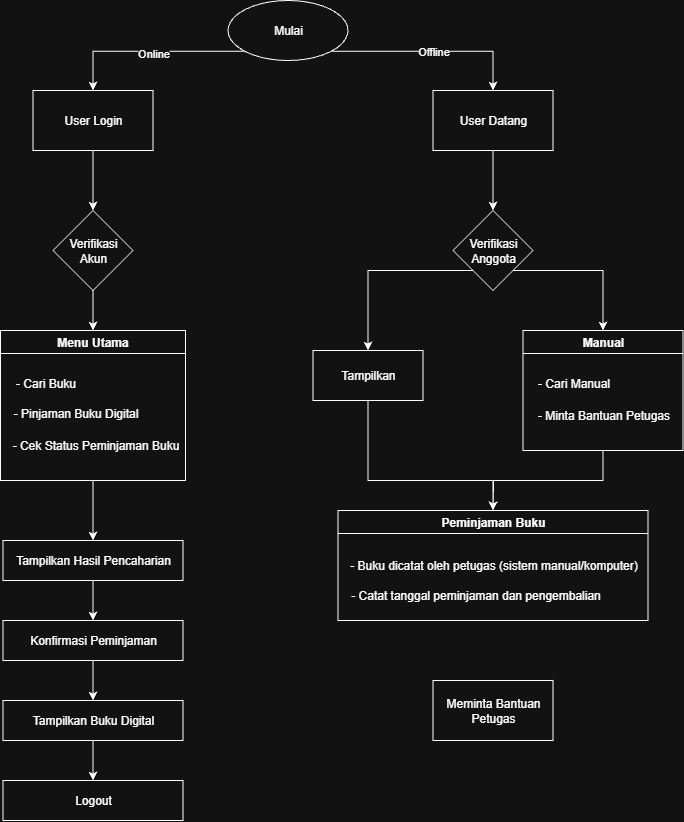 Mulai
Online
Offline
User Login
User Datang
Verifikasi
Akun
Verifikasi
Anggota
Menu Utama
- Cari Buku
- Pinjaman Buku Digital
- Cek Status Peminjaman Buku
Tampilkan
Manual
- Cari Manual
- Minta Bantuan Petugas
Peminjaman Buku
- Buku dicatat oleh petugas (sistem manual/komputer)
- Catat tanggal peminjaman dan pengembalian
Tampilkan Hasil Pencaharian
Konfirmasi Peminjaman
Tampilkan Buku Digital
Logout
Meminta Bantuan
Petugas